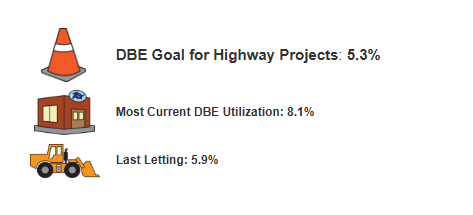 DBE Goal for Highway Projects: 5.3%
Most Current DBE Utilization: 8.1%
Last Letting: 5.9%